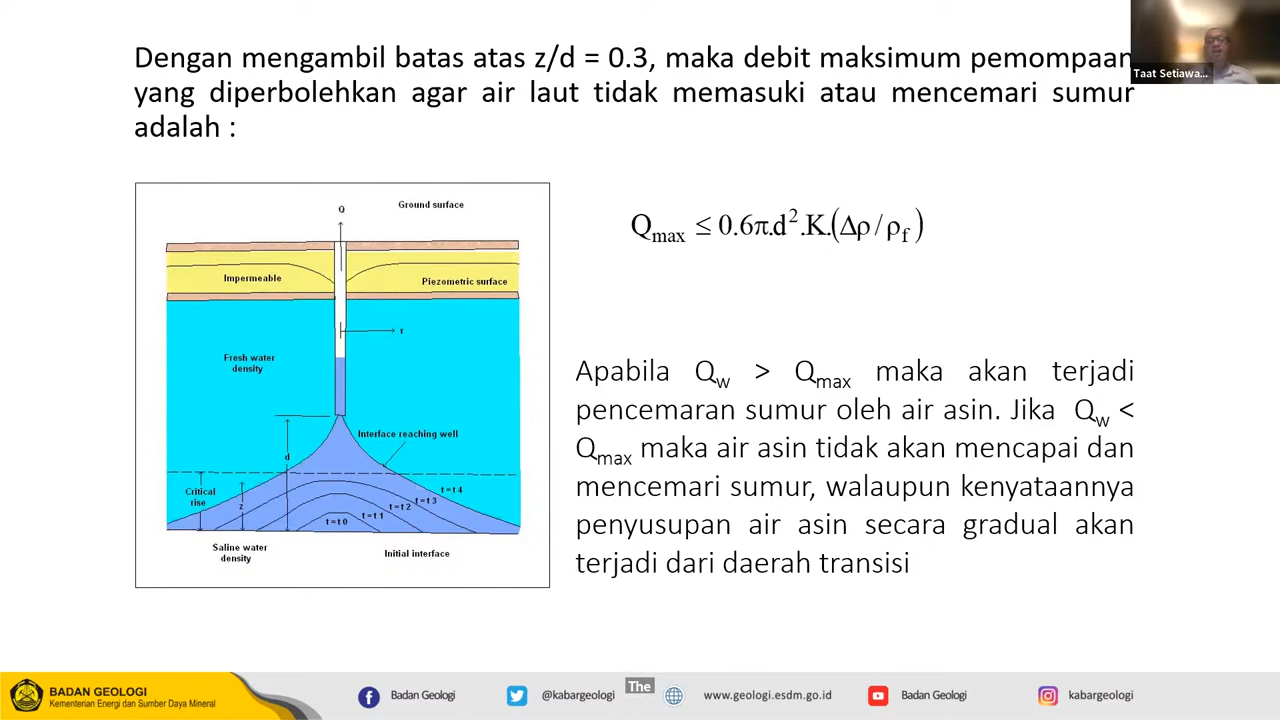 Dengan mengambil batas atas z/d = 0.3, maka debit maksimum pemompaan
yang diperbolehkan agar air laut tidak memasuki atau mencemari sumur
adalah :
Taat Setiawa...
Q
Ground surface
Impermeable
Piezometric surface
r
Fresh water
density
Interface reaching well
d
Critical
rise
z
t = t4
t = t3
t = t2
t = t1
t = t0
Saline water
density
Initial interface
Qmax ≤ 0.6π.d².K.(Δρ/ρf)
Apabila Qw > Qmax maka akan terjadi
pencemaran sumur oleh air asin. Jika Qw <
Qmax maka air asin tidak akan mencapai dan
mencemari sumur, walaupun kenyataannya
penyusupan air asin secara gradual akan
terjadi dari daerah transisi
BADAN GEOLOGI
Kementerian Energi dan Sumber Daya Mineral
Badan Geologi
@kabargeologi
The
www.geologi.esdm.go.id
Badan Geologi
kabargeologi